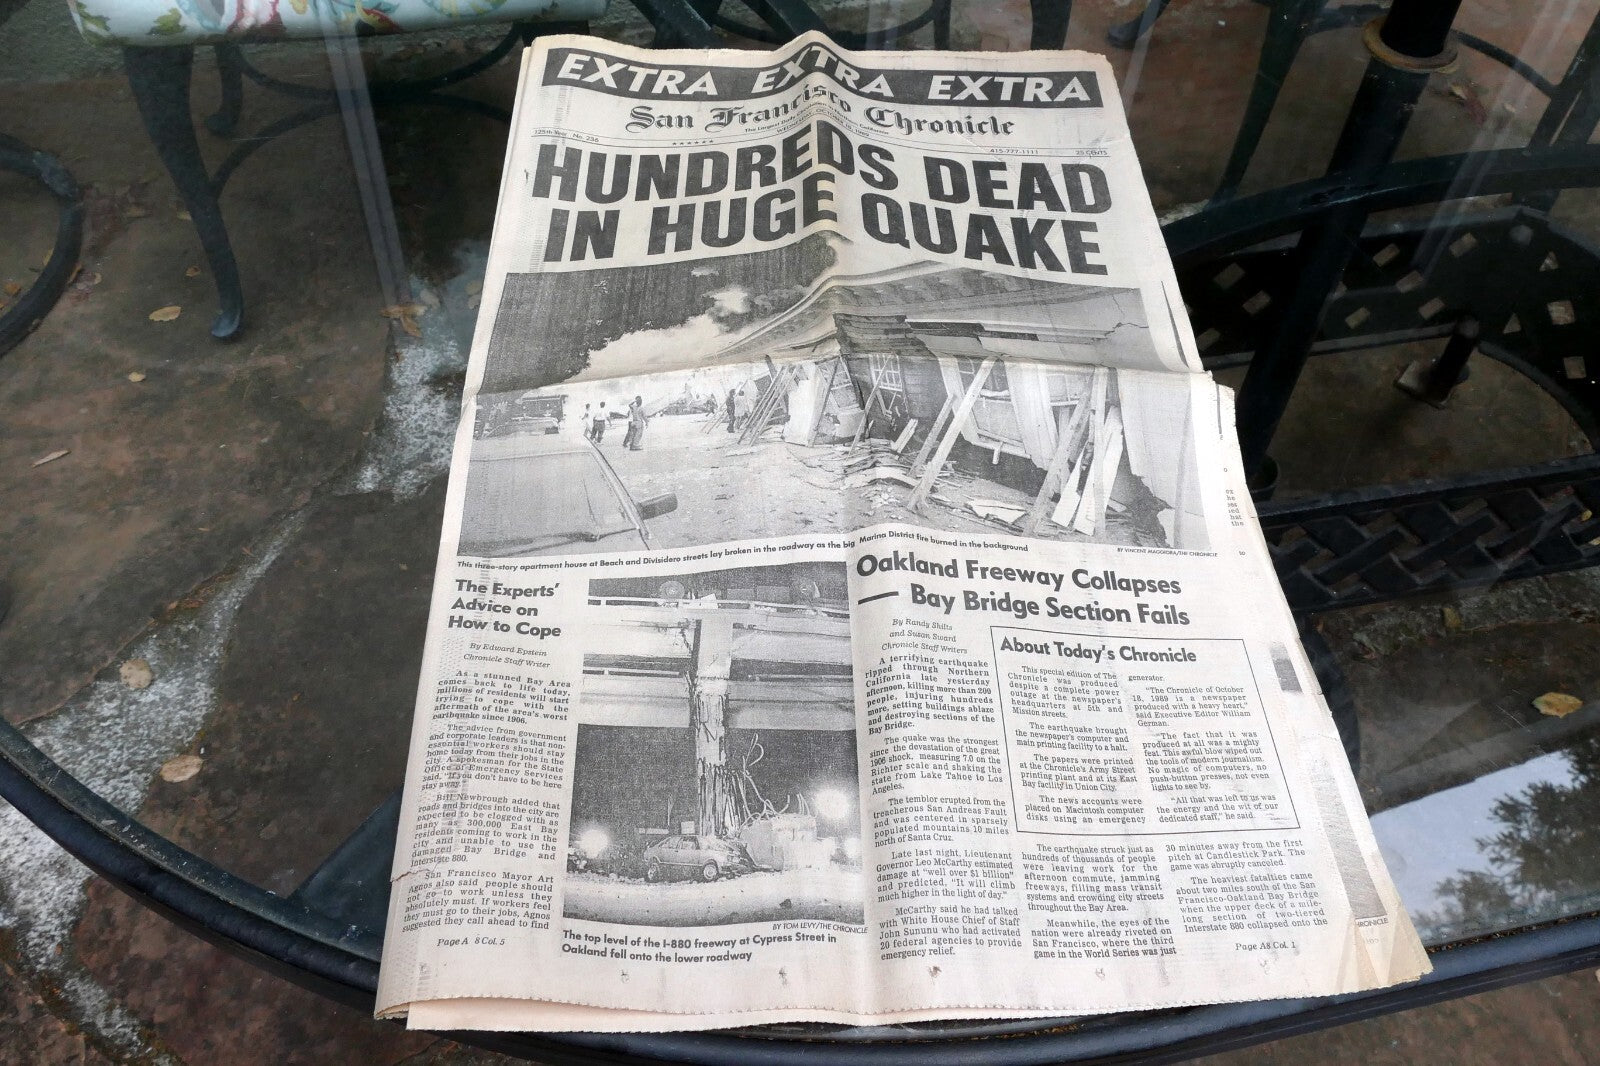 EXTRA EXTRA EXTRA
San Francisco Chronicle
The Largest Daily Circulation in Northern California
125th Year No. 236
WEDNESDAY, OCTOBER 18, 1989
415-777-1111
25 CENTS
HUNDREDS DEAD
IN HUGE QUAKE
BY VINCENT MAGGIORA/THE CHRONICLE
This three-story apartment house at Beach and Divisidero streets lay broken in the roadway as the big Marina District fire burned in the background
The Experts'
Advice on
How to Cope
By Edward Epstein
Chronicle Staff Writer
As a stunned Bay Area
comes back to life today,
millions of residents will start
trying to cope with the
aftermath of the area's worst
earthquake since 1906.
The advice from government
and corporate leaders is that non-
essential workers should stay
home today from their jobs in the
city. A spokesman for the State
Office of Emergency Services
said, "If you don't have to be here
stay away."
Bill Newbrough added that
roads and bridges into the city are
expected to be clogged with as
many as 300,000 East Bay
residents coming to work in the
city and unable to use the
damaged Bay Bridge and
Interstate 880.
San Francisco Mayor Art
Agnos also said people should
not go to work unless they
absolutely must. If workers feel
they must go to their jobs, Agnos
suggested they call ahead to find
Page A 8 Col. 5
BY TOM LEVY/THE CHRONICLE
The top level of the I-880 freeway at Cypress Street in
Oakland fell onto the lower roadway
Oakland Freeway Collapses
— Bay Bridge Section Fails
By Randy Shilts
and Susan Sward
Chronicle Staff Writers
A terrifying earthquake
ripped through Northern
California late yesterday
afternoon, killing more than 200
people, injuring hundreds
more, setting buildings ablaze
and destroying sections of the
Bay Bridge.
The quake was the strongest
since the devastation of the great
1906 shock, measuring 7.0 on the
Richter scale and shaking the
state from Lake Tahoe to Los
Angeles.
The temblor erupted from the
treacherous San Andreas Fault
and was centered in sparsely
populated mountains 10 miles
north of Santa Cruz.
Late last night, Lieutenant
Governor Leo McCarthy estimated
damage at "well over $1 billion"
and predicted, "It will climb
much higher in the light of day."
McCarthy said he had talked
with White House Chief of Staff
John Sununu who had activated
20 federal agencies to provide
emergency relief.
About Today's Chronicle
This special edition of The
Chronicle was produced
despite a complete power
outage at the newspaper's
headquarters at 5th and
Mission streets.
The earthquake brought
the newspaper's computer and
main printing facility to a halt.
The papers were printed
at the Chronicle's Army Street
printing plant and at its East
Bay facility in Union City.
The news accounts were
placed on Macintosh computer
disks using an emergency
generator.
"The Chronicle of October
18, 1989 is a newspaper
produced with a heavy heart,"
said Executive Editor William
German.
"The fact that it was
produced at all was a mighty
feat. This awful blow wiped out
the tools of modern journalism.
No magic of computers, no
push-button presses, not even
lights to see by.
"All that was left to us was
the energy and the wit of our
dedicated staff," he said.
The earthquake struck just as
hundreds of thousands of people
were leaving work for the
afternoon commute, jamming
freeways, filling mass transit
systems and crowding city streets
throughout the Bay Area.
Meanwhile, the eyes of the
nation were already riveted on
San Francisco, where the third
game in the World Series was just
30 minutes away from the first
pitch at Candlestick Park. The
game was abruptly canceled.
The heaviest fatalities came
about two miles south of the San
Francisco-Oakland Bay Bridge
when the upper deck of a mile-
long section of two-tiered
Interstate 880 collapsed onto the
Page A8 Col. 1